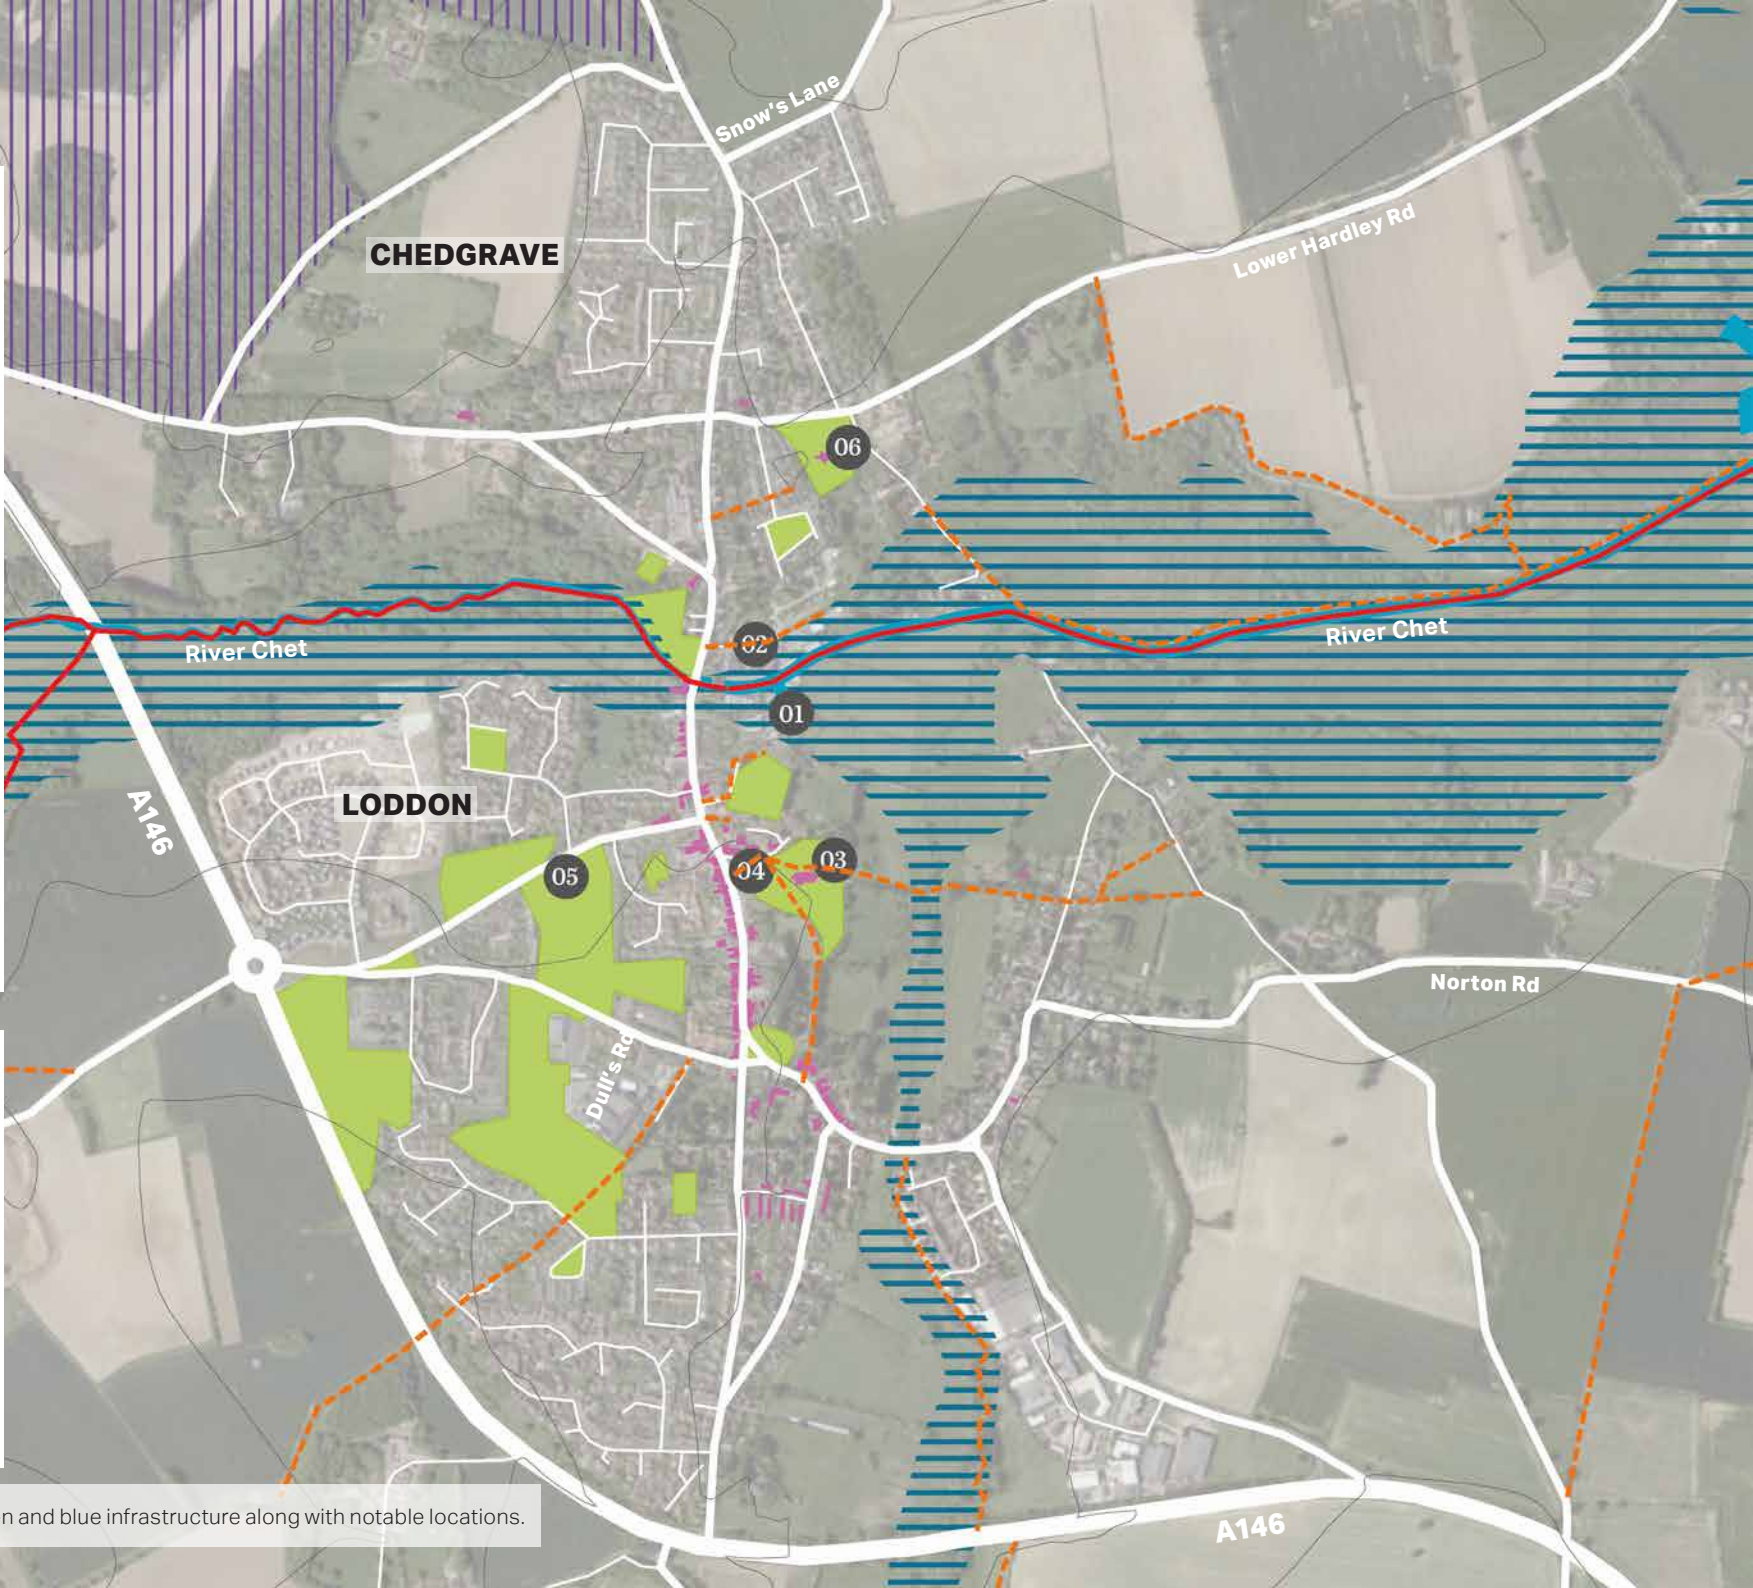 Snow's Lane
CHEDGRAVE
Lower Hardley Rd
06
River Chet
02
River Chet
01
A146
LODDON
05
04
03
Norton Rd
Dull's Rd
A146
n and blue infrastructure along with notable locations.